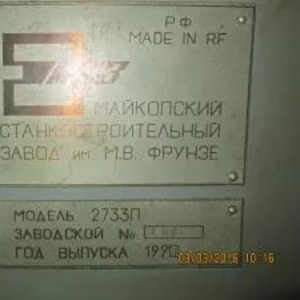 РФ
MADE IN RF
МАЙКОПСКИЙ
СТАНКОСТРОИТЕЛЬНЫЙ
ЗАВОД им. М.В. ФРУНЗЕ
МОДЕЛЬ 2733П
ЗАВОДСКОЙ №
ГОД ВЫПУСКА
03/03/2016 10:16